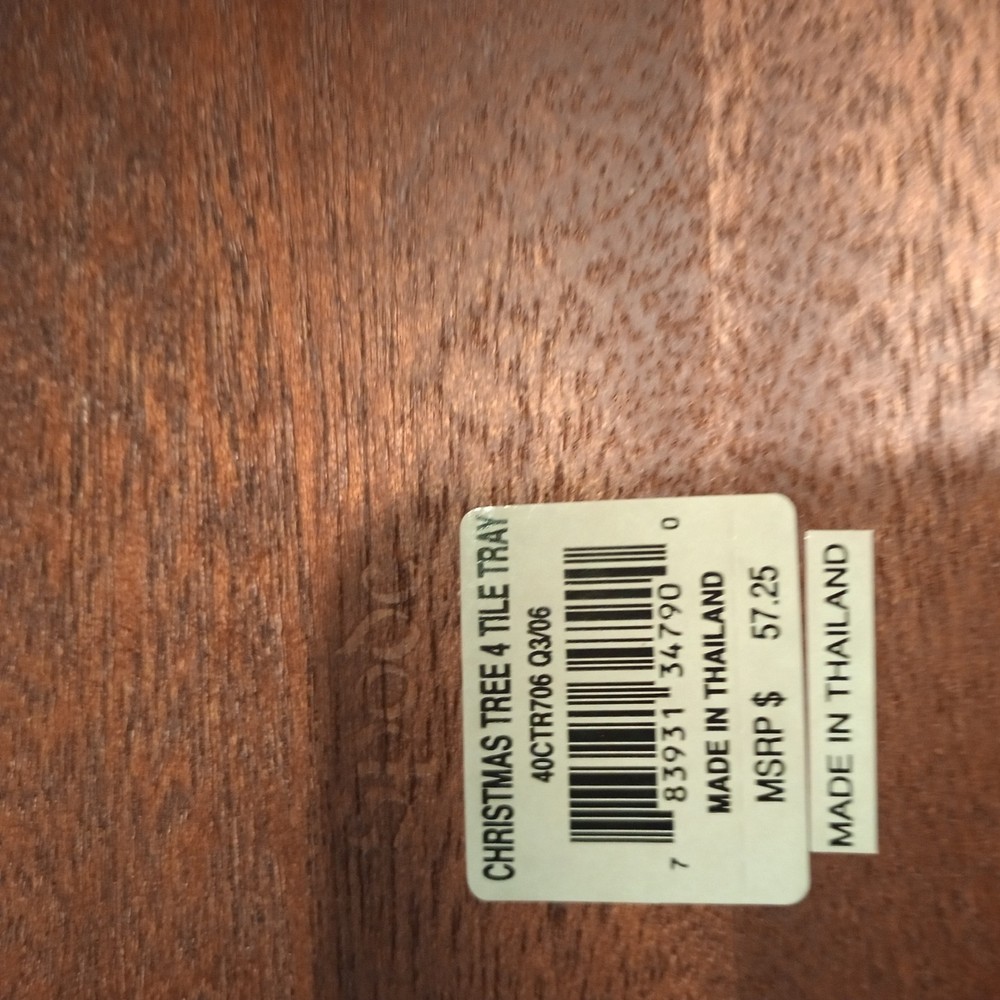 CHRISTMAS TREE 4 TILE TRAY
40CTR706 Q3/06
7 83931 34790 0
MADE IN THAILAND
MSRP $ 57.25
MADE IN THAILAND